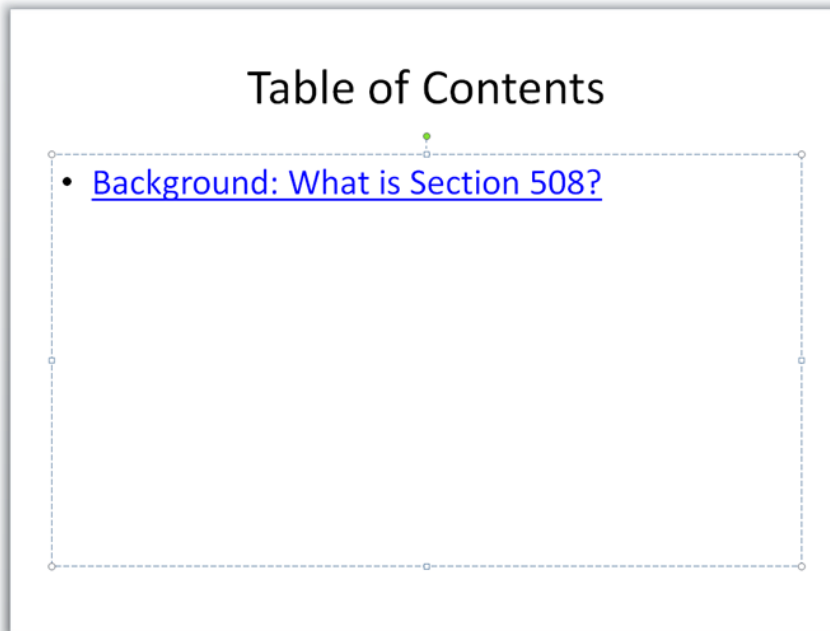 Table of Contents
• Background: What is Section 508?